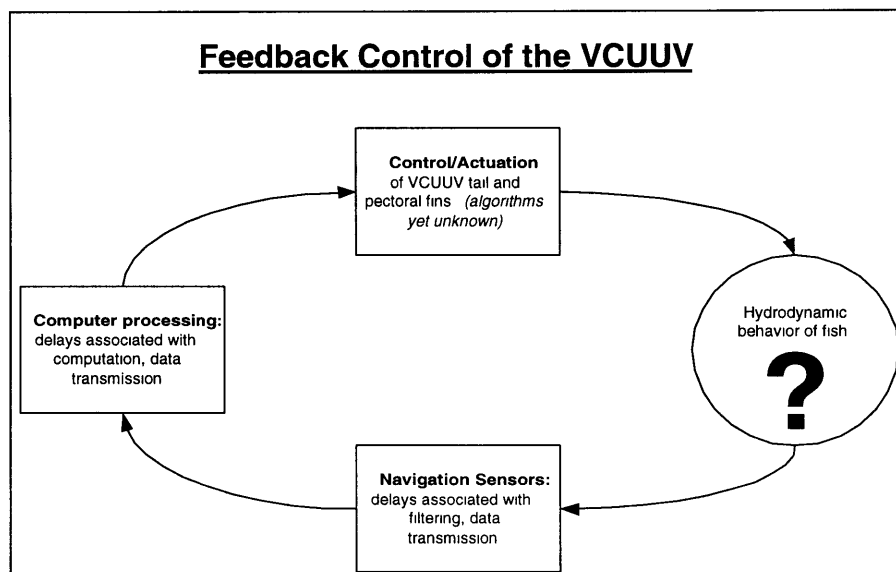 Feedback Control of the VCUUV
Control/Actuation
of VCUUV tail and
pectoral fins (algorithms
yet unknown)
Hydrodynamic
behavior of fish
?
Computer processing:
delays associated with
computation, data
transmission
Navigation Sensors:
delays associated with
filtering, data
transmission